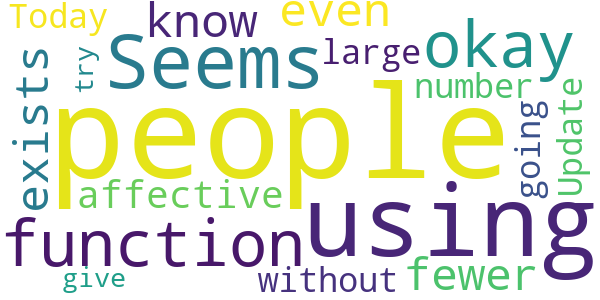 Today
know
even
Seems
large
okay
try
number
exists
people
going
Update
affective
using
function
without
fewer
give